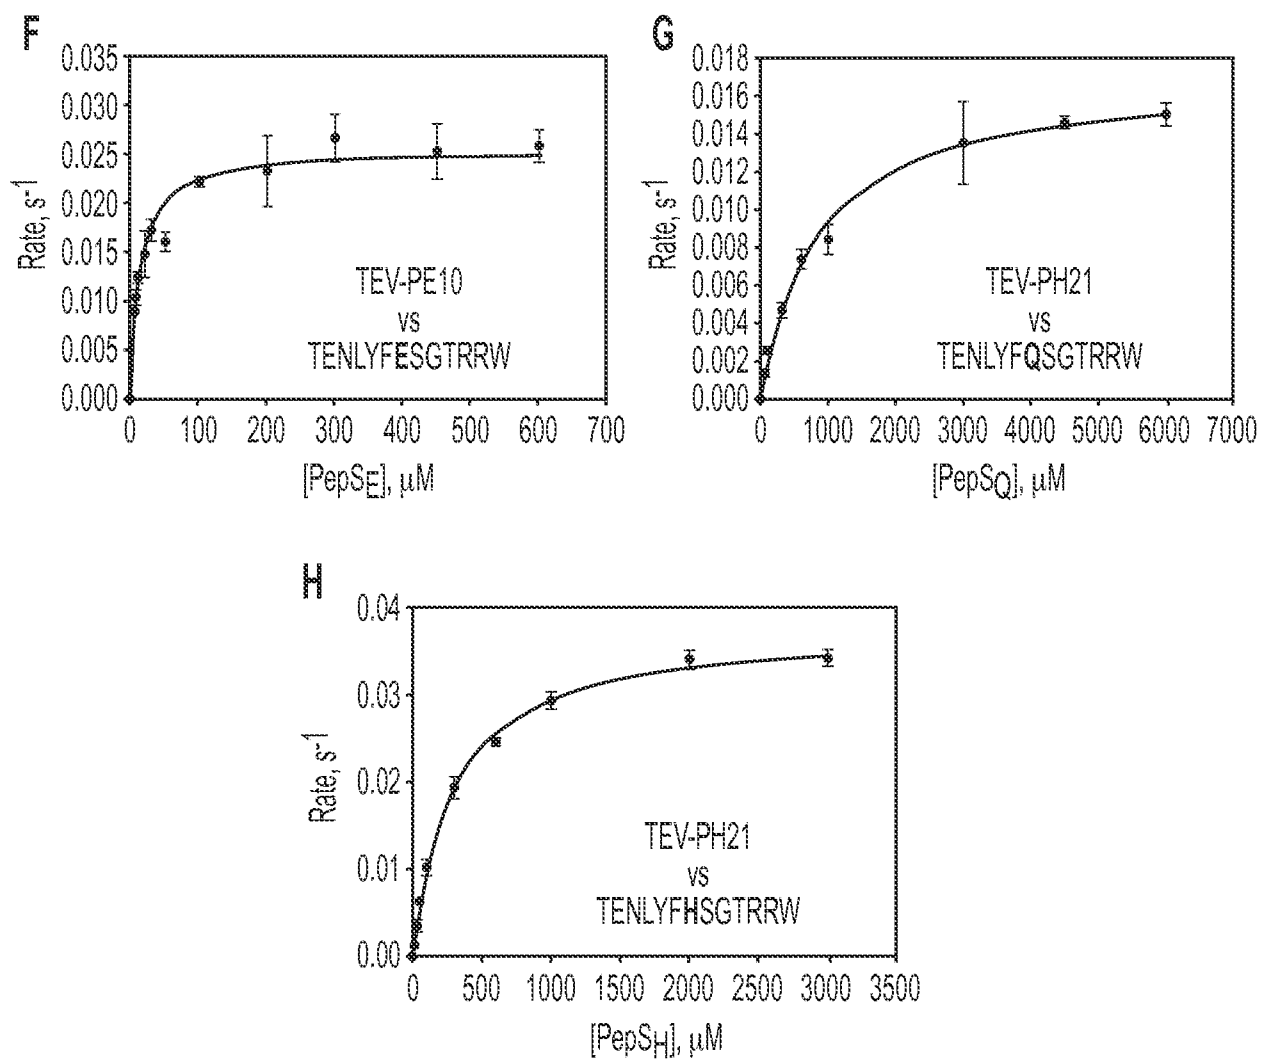 F
0.035
0.030
0.025
0.020
0.015
0.010
0.005
0.000
Rate, s-1
TEV-PE10
vs
TENLYFESGTRRW
0 100 200 300 400 500 600 700
[PepSE], μM
G
0.018
0.016
0.014
0.012
0.010
0.008
0.006
0.004
0.002
0.000
Rate, s-1
TEV-PH21
vs
TENLYFQSGTRRW
0 1000 2000 3000 4000 5000 6000 7000
[PepSQ], μM
H
0.04
0.03
0.02
0.01
0.00
Rate, s-1
TEV-PH21
vs
TENLYFHSGTRRW
0 500 1000 1500 2000 2500 3000 3500
[PepSH], μM